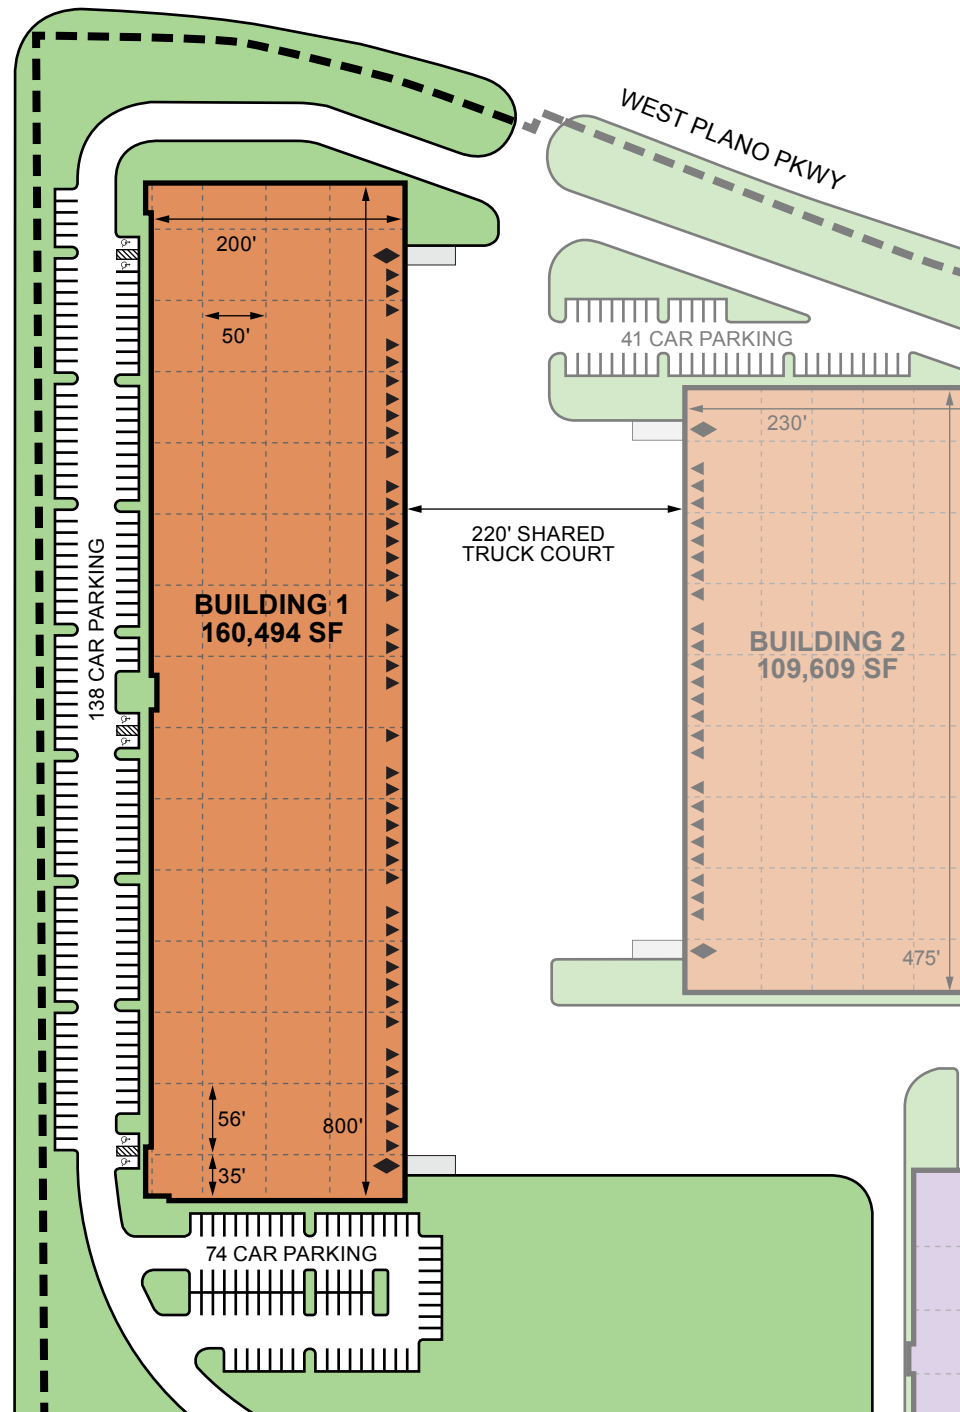 WEST PLANO PKWY
200'
50'
41 CAR PARKING
230'
220' SHARED
TRUCK COURT
138 CAR PARKING
BUILDING 1
160,494 SF
BUILDING 2
109,609 SF
475'
56'
800'
35'
74 CAR PARKING